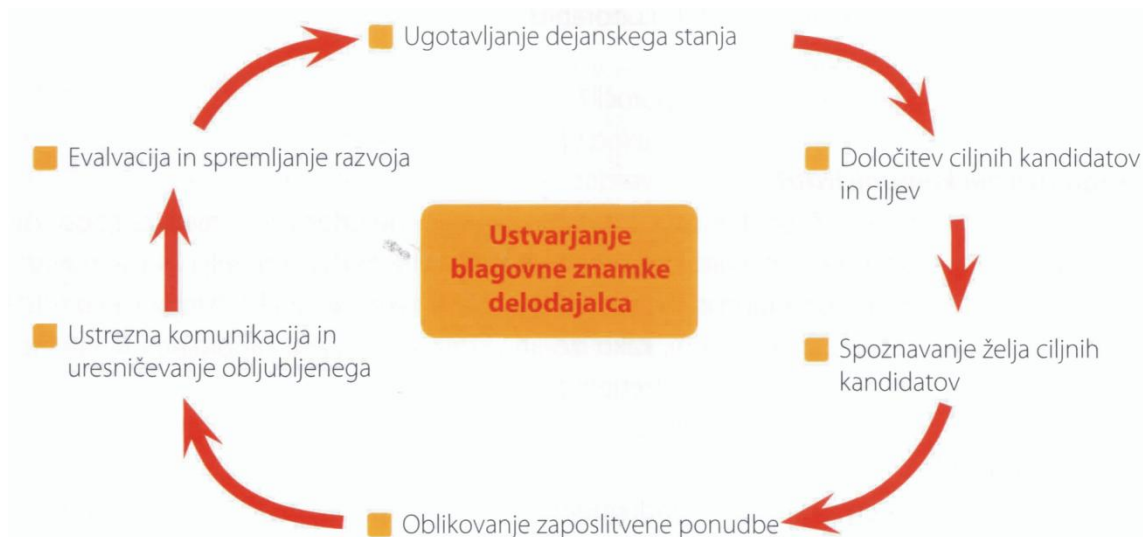 Ugotavljanje dejanskega stanja
Določitev ciljnih kandidatov
in ciljev
Spoznavanje želja ciljnih
kandidatov
Oblikovanje zaposlitvene ponudbe
Ustrezna komunikacija in
uresničevanje obljubljenega
Evalvacija in spremljanje razvoja
Ustvarjanje
blagovne znamke
delodajalca